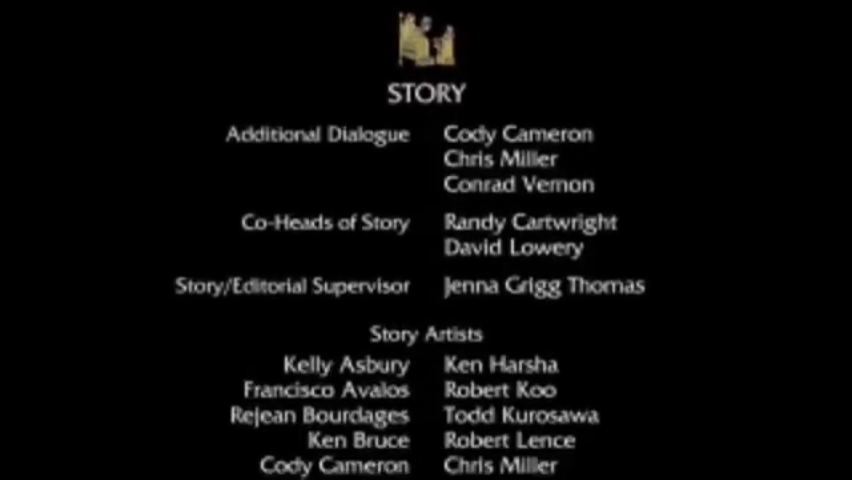 STORY
Additional Dialogue Cody Cameron
Chris Miller
Conrad Vernon
Co-Heads of Story Randy Cartwright
David Lowery
Story/Editorial Supervisor Jenna Grigg Thomas
Story Artists
Kelly Asbury Ken Harsha
Francisco Avalos Robert Koo
Rejean Bourdages Todd Kurosawa
Ken Bruce Robert Lence
Cody Cameron Chris Miller